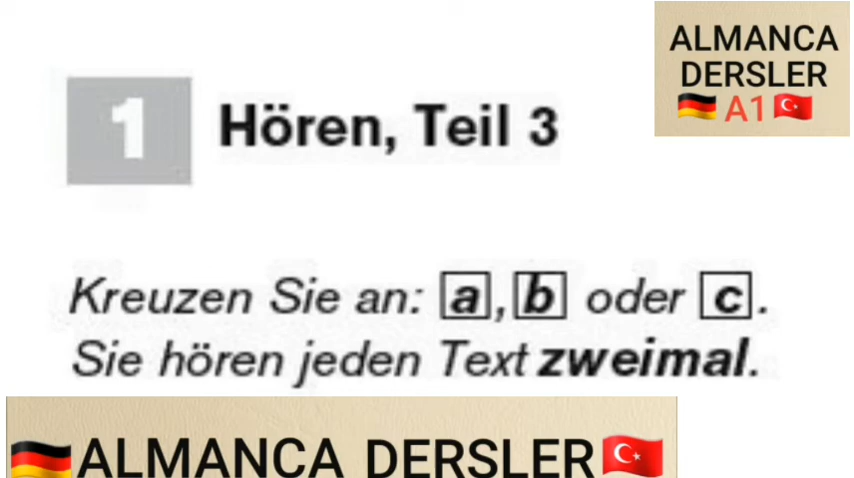 ALMANCA
DERSLER
A1
1 Hören, Teil 3
Kreuzen Sie an: a, b oder c.
Sie hören jeden Text zweimal.
ALMANCA DERSLER